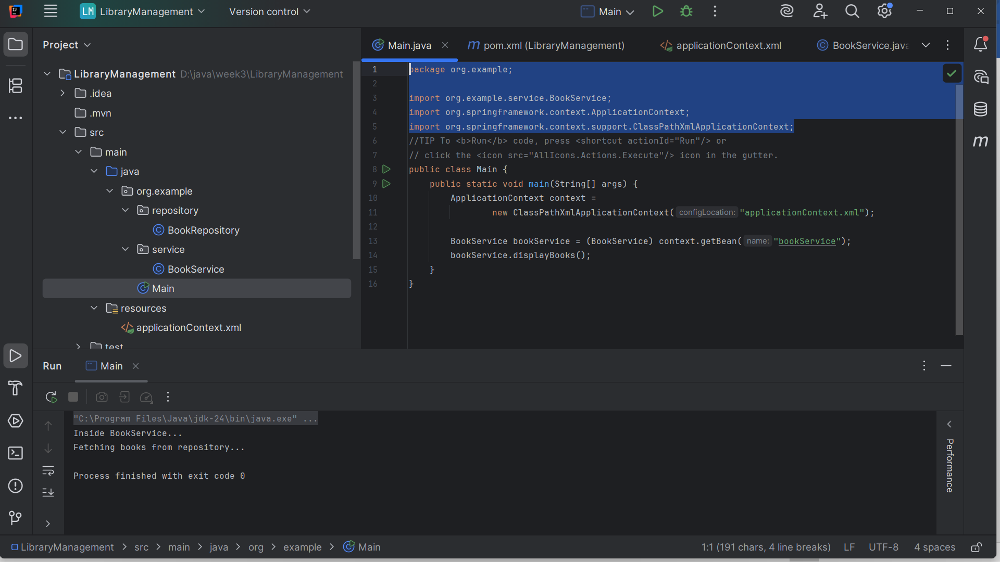 LM LibraryManagement Version control Main
Project
Main.java pom.xml (LibraryManagement) applicationContext.xml BookService.java
LibraryManagement D:\java\week3\LibraryManagement
.idea
.mvn
src
main
java
org.example
repository
BookRepository
service
BookService
Main
resources
applicationContext.xml
test
1 package org.example;
2
3 import org.example.service.BookService;
4 import org.springframework.context.ApplicationContext;
5 import org.springframework.context.support.ClassPathXmlApplicationContext;
6 //TIP To <b>Run</b> code, press <shortcut actionId="Run"/> or
7 // click the <icon src="AllIcons.Actions.Execute"/> icon in the gutter.
8 public class Main {
9 public static void main(String[] args) {
10 ApplicationContext context =
11 new ClassPathXmlApplicationContext( configLocation: "applicationContext.xml");
12
13 BookService bookService = (BookService) context.getBean( name: "bookService");
14 bookService.displayBooks();
15 }
16 }
Run Main
"C:\Program Files\Java\jdk-24\bin\java.exe" ...
Inside BookService...
Fetching books from repository...
Process finished with exit code 0
Performance
LibraryManagement > src > main > java > org > example > Main
1:1 (191 chars, 4 line breaks) LF UTF-8 4 spaces